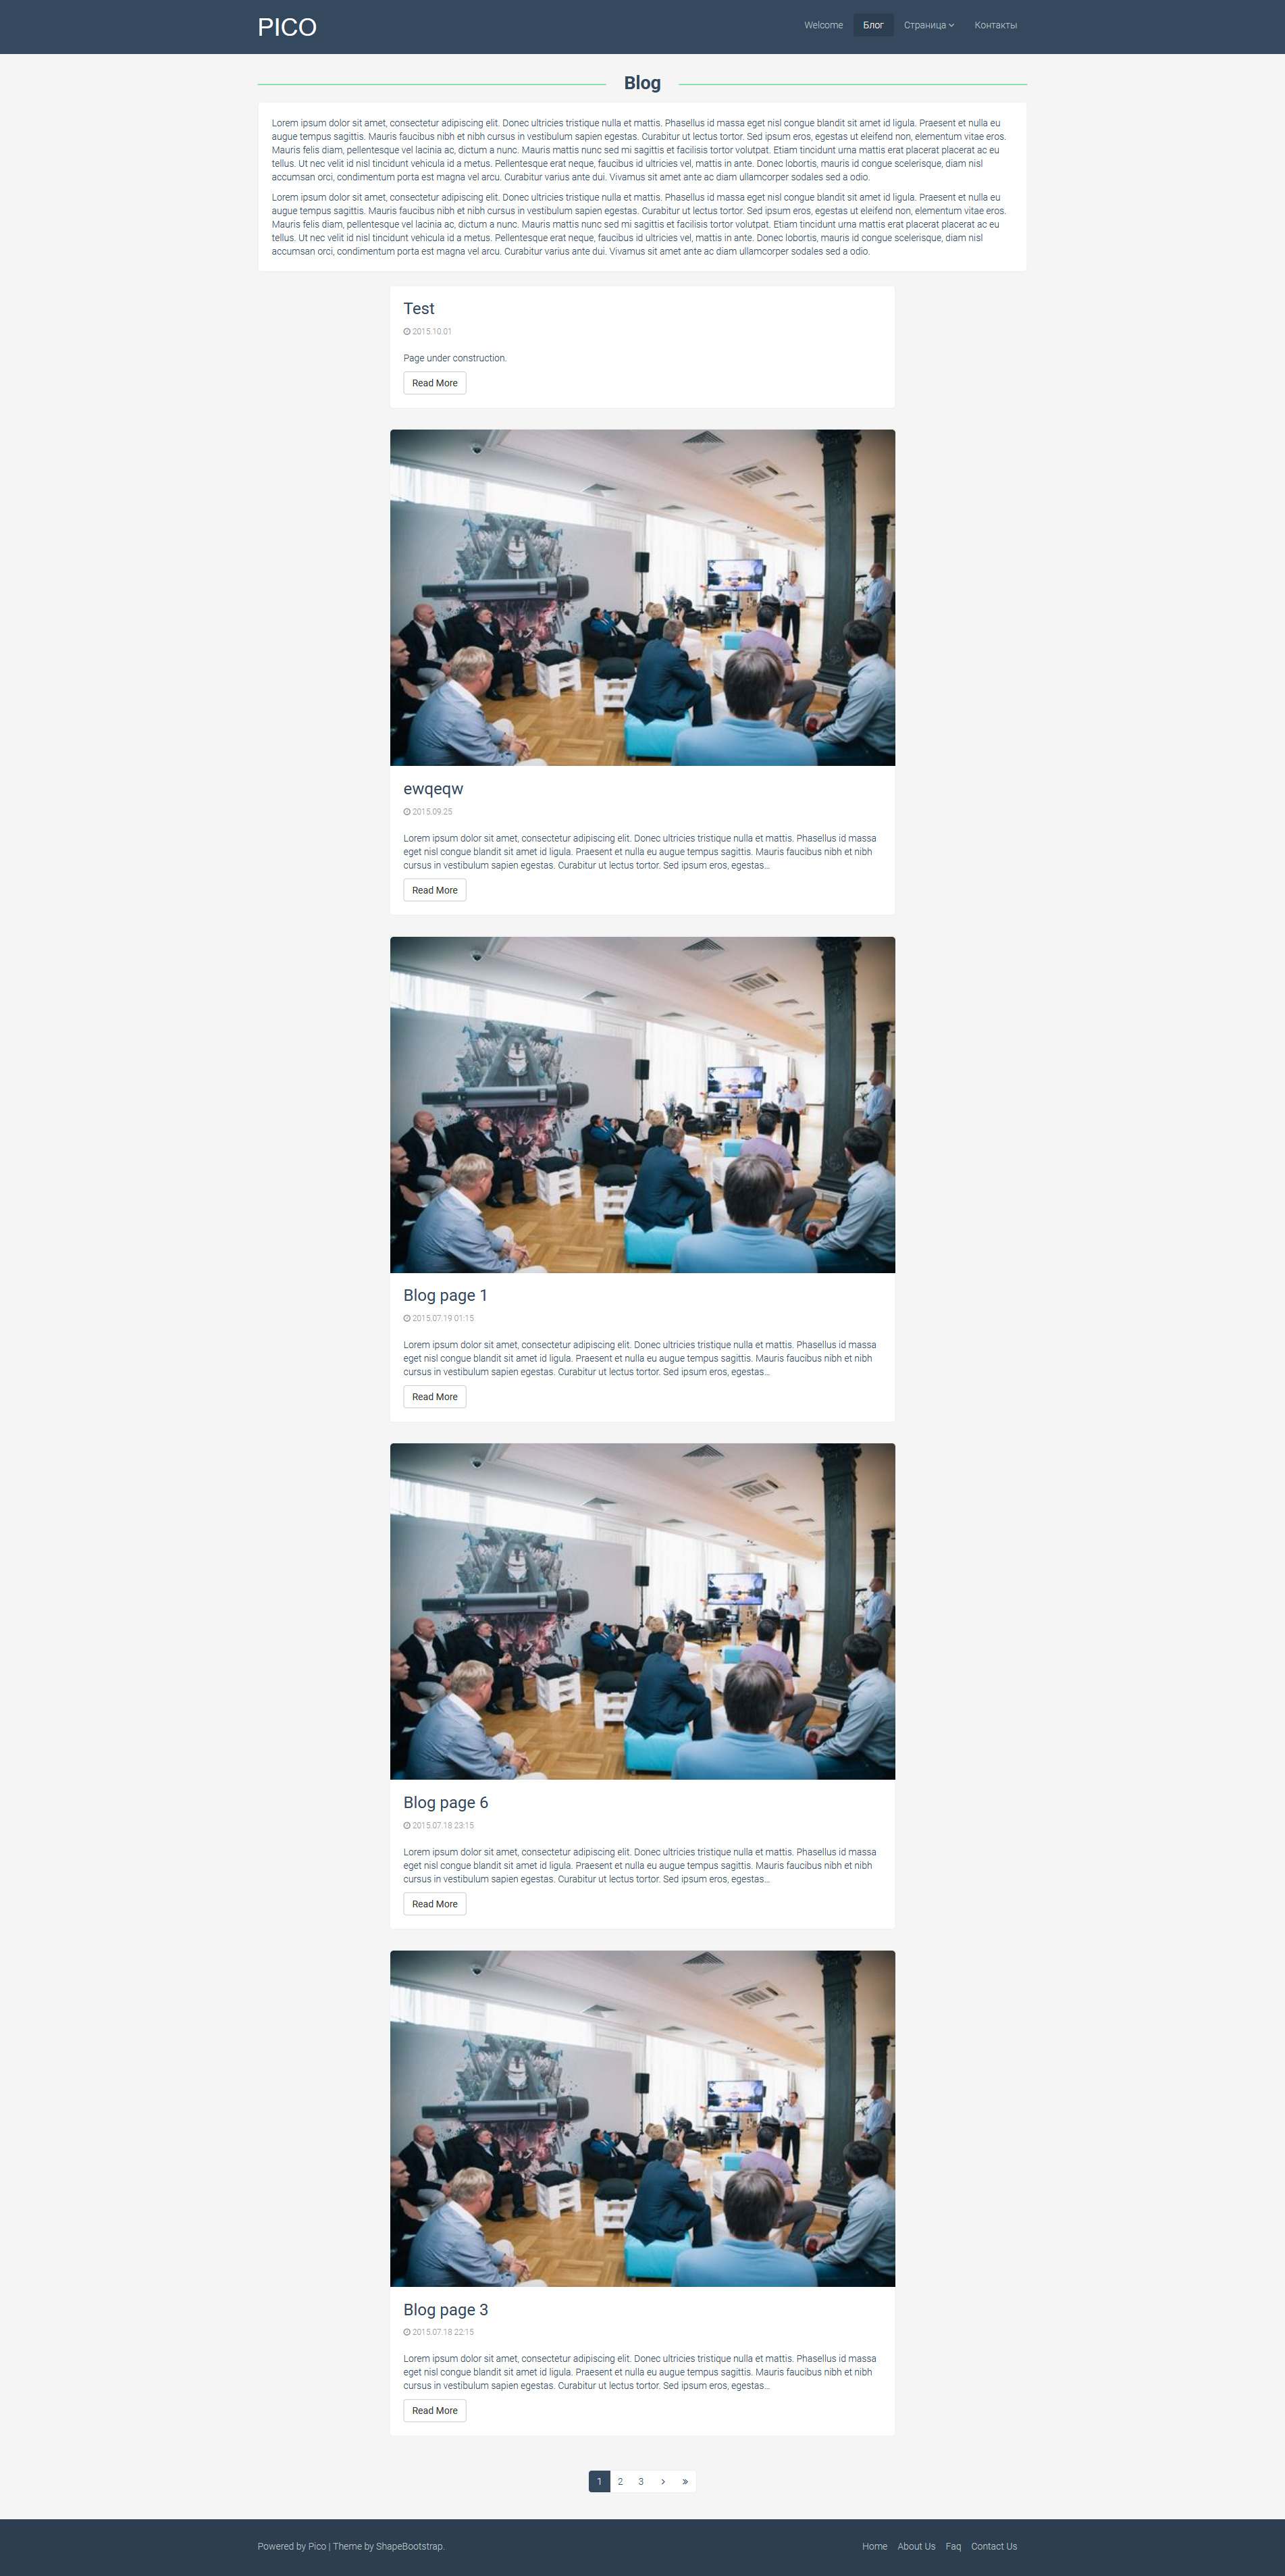 PICO
Welcome Блог Страница Контакты
Blog
Lorem ipsum dolor sit amet, consectetur adipiscing elit. Donec ultricies tristique nulla et mattis. Phasellus id massa eget nisl congue blandit sit amet id ligula. Praesent et nulla eu
augue tempus sagittis. Mauris faucibus nibh et nibh cursus in vestibulum sapien egestas. Curabitur ut lectus tortor. Sed ipsum eros, egestas ut eleifend non, elementum vitae eros.
Mauris felis diam, pellentesque vel lacinia ac, dictum a nunc. Mauris mattis nunc sed mi sagittis et facilisis tortor volutpat. Etiam tincidunt urna mattis erat placerat placerat ac eu
tellus. Ut nec velit id nisl tincidunt vehicula id a metus. Pellentesque erat neque, faucibus id ultricies vel, mattis in ante. Donec lobortis, mauris id congue scelerisque, diam nisl
accumsan orci, condimentum porta est magna vel arcu. Curabitur varius ante dui. Vivamus sit amet ante ac diam ullamcorper sodales sed a odio.
Lorem ipsum dolor sit amet, consectetur adipiscing elit. Donec ultricies tristique nulla et mattis. Phasellus id massa eget nisl congue blandit sit amet id ligula. Praesent et nulla eu
augue tempus sagittis. Mauris faucibus nibh et nibh cursus in vestibulum sapien egestas. Curabitur ut lectus tortor. Sed ipsum eros, egestas ut eleifend non, elementum vitae eros.
Mauris felis diam, pellentesque vel lacinia ac, dictum a nunc. Mauris mattis nunc sed mi sagittis et facilisis tortor volutpat. Etiam tincidunt urna mattis erat placerat placerat ac eu
tellus. Ut nec velit id nisl tincidunt vehicula id a metus. Pellentesque erat neque, faucibus id ultricies vel, mattis in ante. Donec lobortis, mauris id congue scelerisque, diam nisl
accumsan orci, condimentum porta est magna vel arcu. Curabitur varius ante dui. Vivamus sit amet ante ac diam ullamcorper sodales sed a odio.
Test
2015.10.01
Page under construction.
Read More
ewqeqw
2015.09.25
Lorem ipsum dolor sit amet, consectetur adipiscing elit. Donec ultricies tristique nulla et mattis. Phasellus id massa
eget nisl congue blandit sit amet id ligula. Praesent et nulla eu augue tempus sagittis. Mauris faucibus nibh et nibh
cursus in vestibulum sapien egestas. Curabitur ut lectus tortor. Sed ipsum eros, egestas...
Read More
Blog page 1
2015.07.19 01:15
Lorem ipsum dolor sit amet, consectetur adipiscing elit. Donec ultricies tristique nulla et mattis. Phasellus id massa
eget nisl congue blandit sit amet id ligula. Praesent et nulla eu augue tempus sagittis. Mauris faucibus nibh et nibh
cursus in vestibulum sapien egestas. Curabitur ut lectus tortor. Sed ipsum eros, egestas...
Read More
Blog page 6
2015.07.18 23:15
Lorem ipsum dolor sit amet, consectetur adipiscing elit. Donec ultricies tristique nulla et mattis. Phasellus id massa
eget nisl congue blandit sit amet id ligula. Praesent et nulla eu augue tempus sagittis. Mauris faucibus nibh et nibh
cursus in vestibulum sapien egestas. Curabitur ut lectus tortor. Sed ipsum eros, egestas...
Read More
Blog page 3
2015.07.18 22:15
Lorem ipsum dolor sit amet, consectetur adipiscing elit. Donec ultricies tristique nulla et mattis. Phasellus id massa
eget nisl congue blandit sit amet id ligula. Praesent et nulla eu augue tempus sagittis. Mauris faucibus nibh et nibh
cursus in vestibulum sapien egestas. Curabitur ut lectus tortor. Sed ipsum eros, egestas...
Read More
1 2 3 › »
Powered by Pico | Theme by ShapeBootstrap.
Home About Us Faq Contact Us